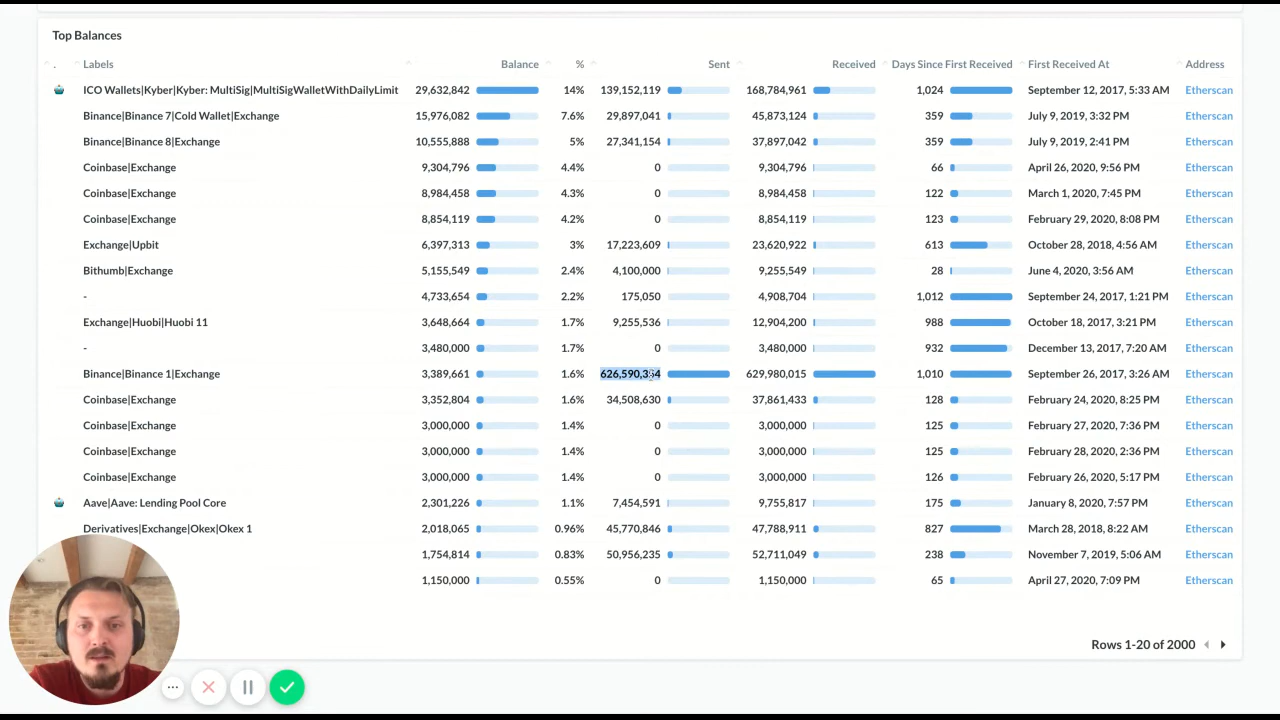 Top Balances
. Labels Balance % Sent Received Days Since First Received First Received At Address
ICO Wallets|Kyber|Kyber: MultiSig|MultiSigWalletWithDailyLimit 29,632,842 14% 139,152,119 168,784,961 1,024 September 12, 2017, 5:33 AM Etherscan
Binance|Binance 7|Cold Wallet|Exchange 15,976,082 7.6% 29,897,041 45,873,124 359 July 9, 2019, 3:32 PM Etherscan
Binance|Binance 8|Exchange 10,555,888 5% 27,341,154 37,897,042 359 July 9, 2019, 2:41 PM Etherscan
Coinbase|Exchange 9,304,796 4.4% 0 9,304,796 66 April 26, 2020, 9:56 PM Etherscan
Coinbase|Exchange 8,984,458 4.3% 0 8,984,458 122 March 1, 2020, 7:45 PM Etherscan
Coinbase|Exchange 8,854,119 4.2% 0 8,854,119 123 February 29, 2020, 8:08 PM Etherscan
Exchange|Upbit 6,397,313 3% 17,223,609 23,620,922 613 October 28, 2018, 4:56 AM Etherscan
Bithumb|Exchange 5,155,549 2.4% 4,100,000 9,255,549 28 June 4, 2020, 3:56 AM Etherscan
- 4,733,654 2.2% 175,050 4,908,704 1,012 September 24, 2017, 1:21 PM Etherscan
Exchange|Huobi|Huobi 11 3,648,664 1.7% 9,255,536 12,904,200 988 October 18, 2017, 3:21 PM Etherscan
- 3,480,000 1.7% 0 3,480,000 932 December 13, 2017, 7:20 AM Etherscan
Binance|Binance 1|Exchange 3,389,661 1.6% 626,590,354 629,980,015 1,010 September 26, 2017, 3:26 AM Etherscan
Coinbase|Exchange 3,352,804 1.6% 34,508,630 37,861,433 128 February 24, 2020, 8:25 PM Etherscan
Coinbase|Exchange 3,000,000 1.4% 0 3,000,000 125 February 27, 2020, 7:36 PM Etherscan
Coinbase|Exchange 3,000,000 1.4% 0 3,000,000 125 February 28, 2020, 2:36 PM Etherscan
Coinbase|Exchange 3,000,000 1.4% 0 3,000,000 126 February 26, 2020, 5:17 PM Etherscan
Aave|Aave: Lending Pool Core 2,301,226 1.1% 7,454,591 9,755,817 175 January 8, 2020, 7:57 PM Etherscan
Derivatives|Exchange|Okex|Okex 1 2,018,065 0.96% 45,770,846 47,788,911 827 March 28, 2018, 8:22 AM Etherscan
1,754,814 0.83% 50,956,235 52,711,049 238 November 7, 2019, 5:06 AM Etherscan
1,150,000 0.55% 0 1,150,000 65 April 27, 2020, 7:09 PM Etherscan
Rows 1-20 of 2000